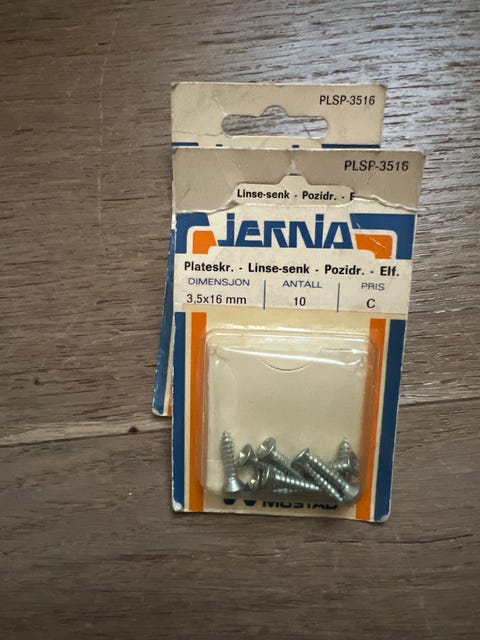 PLSP-3516
PLSP-3516
Linse-senk - Pozidr. - E
JERNIA
Plateskr. - Linse-senk - Pozidr. - Elf.
DIMENSJON ANTALL PRIS
3,5x16 mm 10 C
MUSTAD